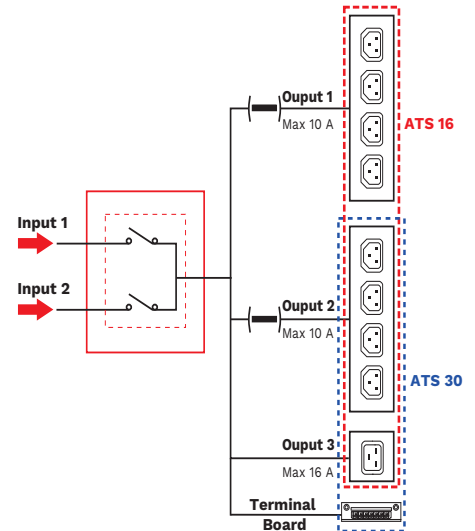 Ouput 1
Max 10 A
ATS 16
Input 1
Input 2
Ouput 2
Max 10 A
ATS 30
Ouput 3
Max 16 A
Terminal
Board